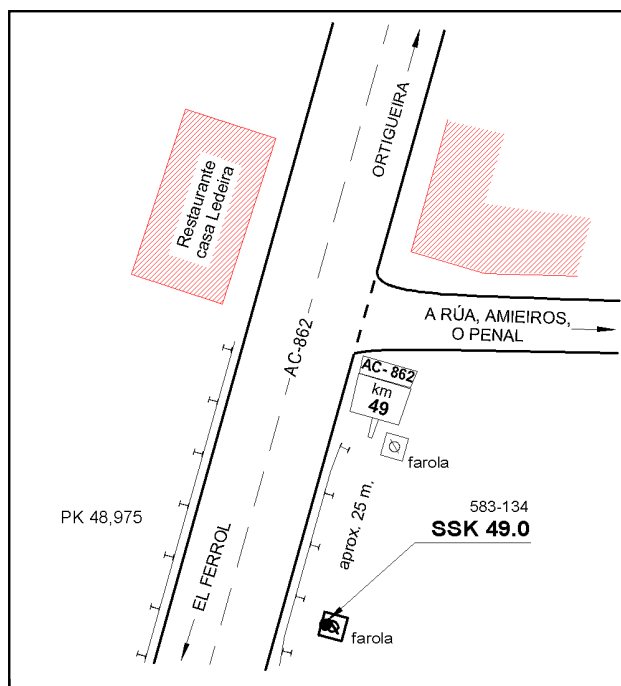 ORTIGUEIRA
Restaurante
casa Ledeira
A RÚA, AMIEIROS,
O PENAL
AC-862
AC-862
km
49
farola
583-134
SSK 49.0
PK 48,975
aprox. 25 m.
EL FERROL
farola